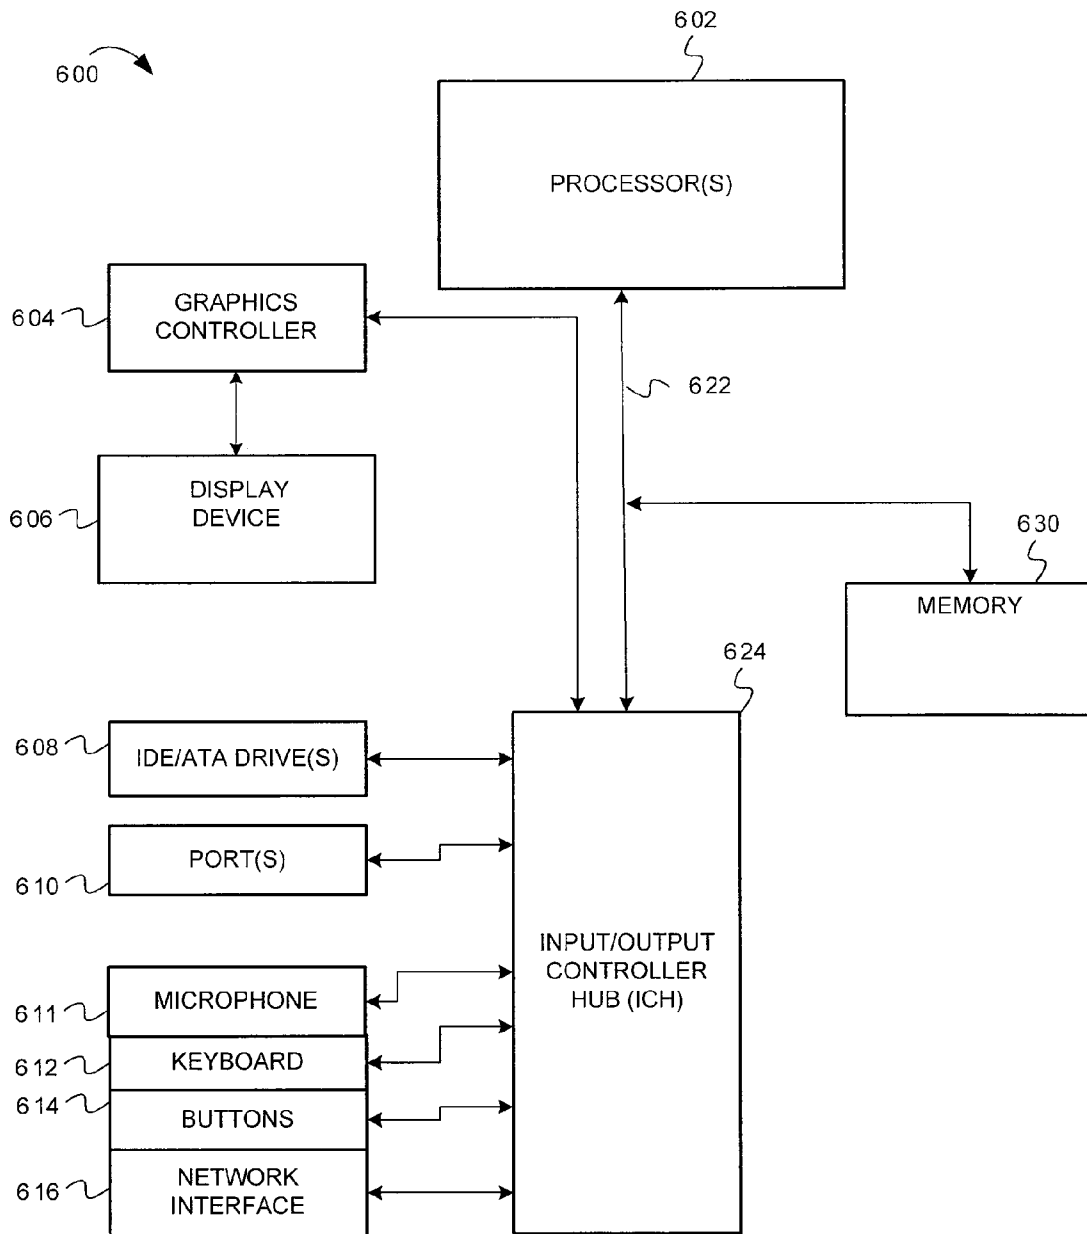 602
600
PROCESSOR(S)
GRAPHICS
CONTROLLER
604
622
DISPLAY
DEVICE
606
630
MEMORY
624
608
IDE/ATA DRIVE(S)
PORT(S)
610
INPUT/OUTPUT
CONTROLLER
HUB (ICH)
MICROPHONE
611
KEYBOARD
612
614
BUTTONS
NETWORK
INTERFACE
616